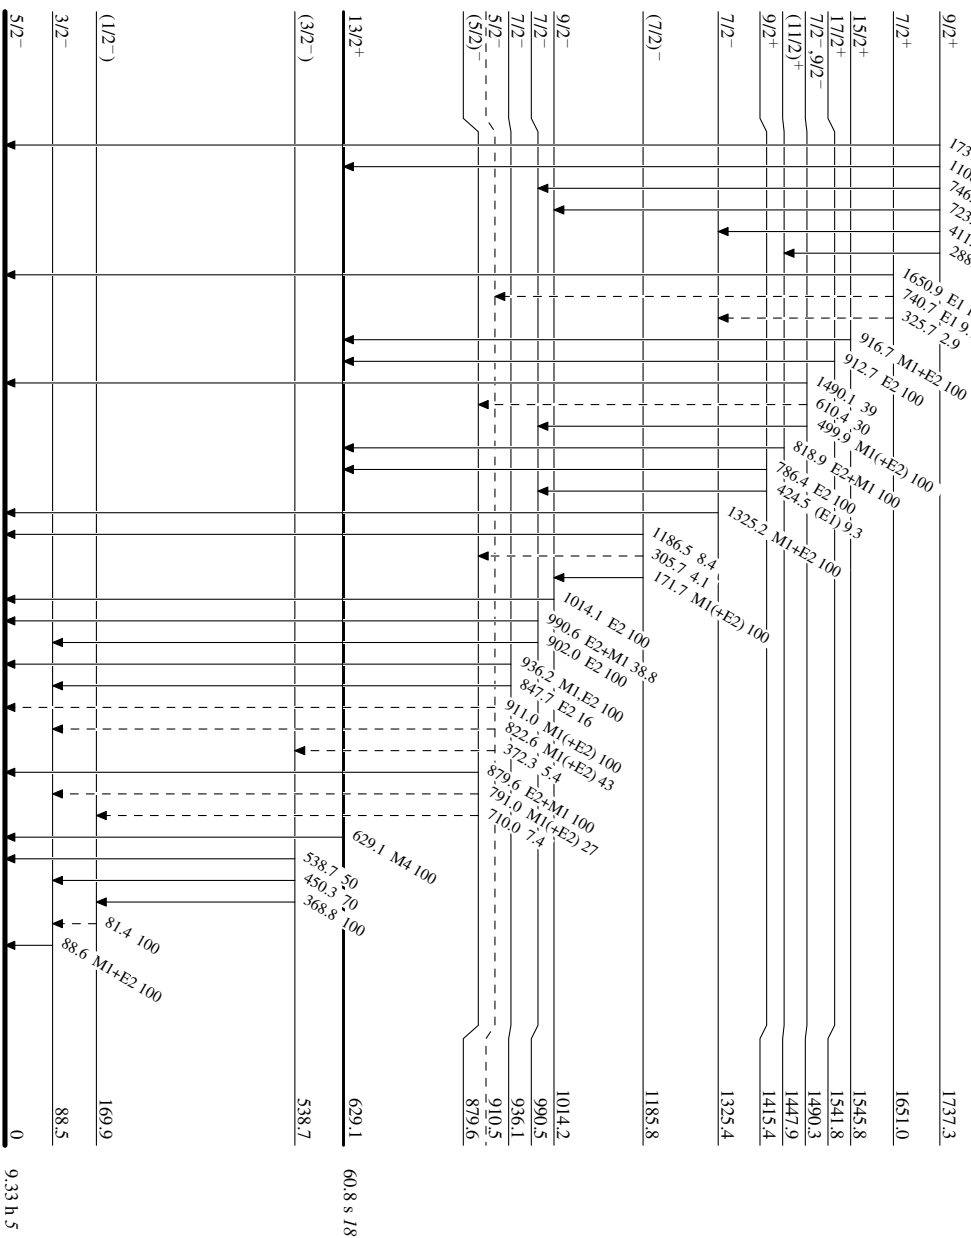 9/2+
7/2+
15/2+
17/2+
7/2−,9/2−
(11/2)+
9/2+
7/2−
(7/2)−
9/2−
7/2−
7/2−
5/2−
(5/2)−
13/2+
(3/2−)
(1/2−)
3/2−
5/2−
1650.9 E1
740.7 E1 9.
325.7 2.9
916.7 M1+E2 100
912.7 E2 100
1490.1 39
610.4 30
499.9 M1(+E2) 100
818.9 E2+M1 100
786.4 E2 100
424.5 (E1) 9.3
1325.2 M1+E2 100
1186.5 8.4
305.7 4.1
171.7 M1(+E2) 100
1014.1 E2 100
990.6 E2+M1 38.8
902.0 E2 100
936.2 M1,E2 100
847.7 E2 16
911.0 M1(+E2) 100
822.6 M1(+E2) 43
372.3 5.4
879.6 E2+M1 100
791.0 M1(+E2) 27
710.0 7.4
629.1 M4 100
538.7 50
450.3 70
368.8 100
81.4 100
88.6 M1+E2 100
1737.3
1651.0
1545.8
1541.8
1490.3
1447.9
1415.4
1325.4
1185.8
1014.2
990.5
936.1
910.5
879.6
629.1 60.8 s 18
538.7
169.9
88.5
0 9.33 h 5